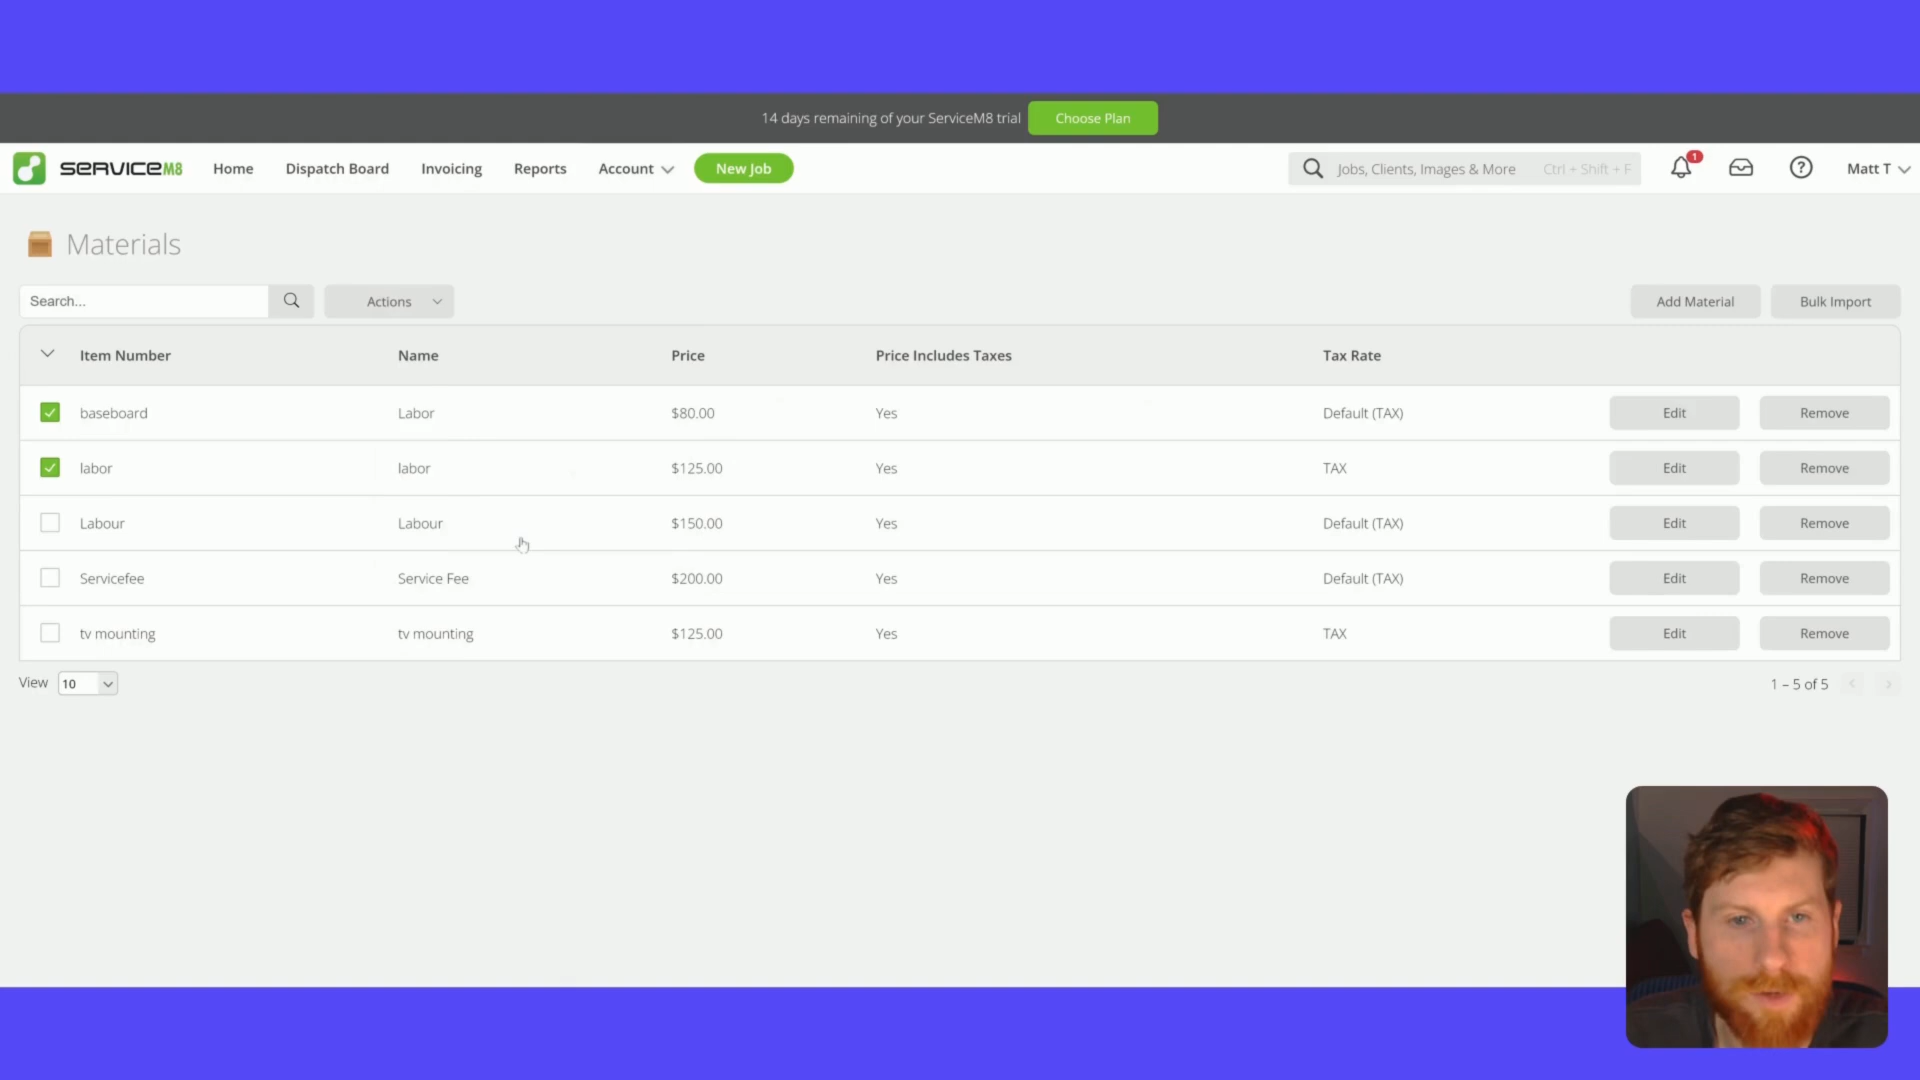 14 days remaining of your ServiceM8 trial Choose Plan
SERVICEM8 Home Dispatch Board Invoicing Reports Account New Job Jobs, Clients, Images & More Ctrl + Shift + F 1 Matt T
Materials
Search... Actions Add Material Bulk Import
Item Number Name Price Price Includes Taxes Tax Rate
baseboard Labor $80.00 Yes Default (TAX) Edit Remove
labor labor $125.00 Yes TAX Edit Remove
Labour Labour $150.00 Yes Default (TAX) Edit Remove
Servicefee Service Fee $200.00 Yes Default (TAX) Edit Remove
tv mounting tv mounting $125.00 Yes TAX Edit Remove
View 10 1 – 5 of 5